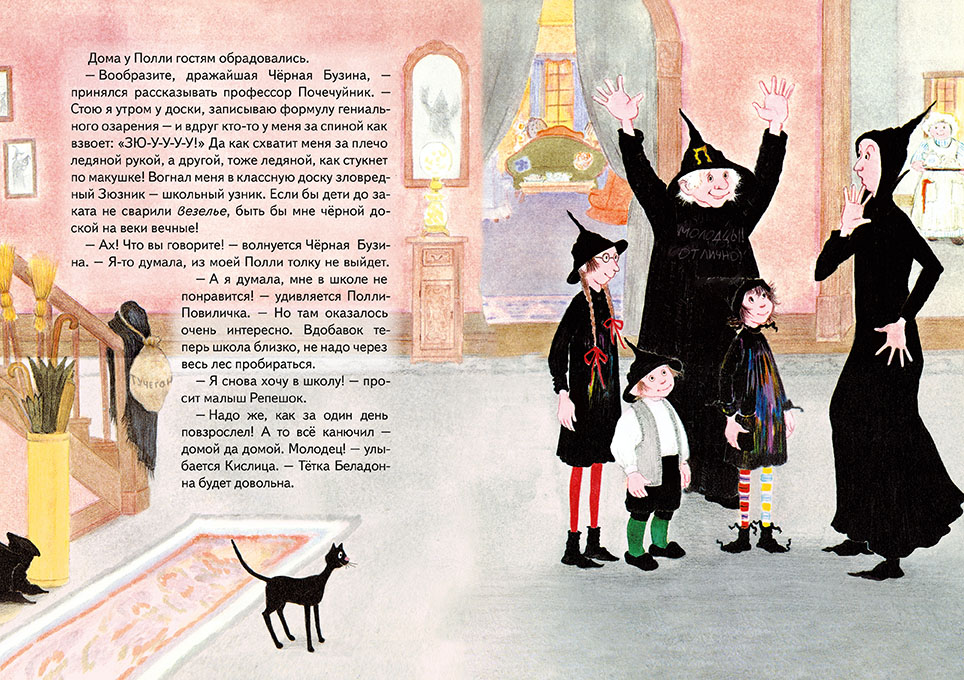 Дома у Полли гостям обрадовались.
— Вообразите, дражайшая Чёрная Бузина, —
принялся рассказывать профессор Почечуйник. —
Стою я утром у доски, записываю формулу гениаль-
ного озарения — и вдруг кто-то у меня за спиной как
взвоет: «ЗЮ-У-У-У-У!» Да как схватит меня за плечо
ледяной рукой, а другой, тоже ледяной, как стукнет
по макушке! Вогнал меня в классную доску зловред-
ный Зюзник — школьный узник. Если бы дети до за-
ката не сварили везелье, быть бы мне чёрной до-
ской на веки вечные!
— Ах! Что вы говорите! — волнуется Чёрная Бузи-
на. — Я-то думала, из моей Полли толку не выйдет.
— А я думала, мне в школе не
понравится! — удивляется Полли-
Повиличка. — Но там оказалось
очень интересно. Вдобавок те-
перь школа близко, не надо через
весь лес пробираться.
— Я снова хочу в школу! — про-
сит малыш Репешок.
— Надо же, как за один день
повзрослел! А то всё канючил —
домой да домой. Молодец! — улы-
бается Кислица. — Тётка Беладон-
на будет довольна.
ТУЧЕГОН
П
МОЛОДЦЫ!
ОТЛИЧНО!